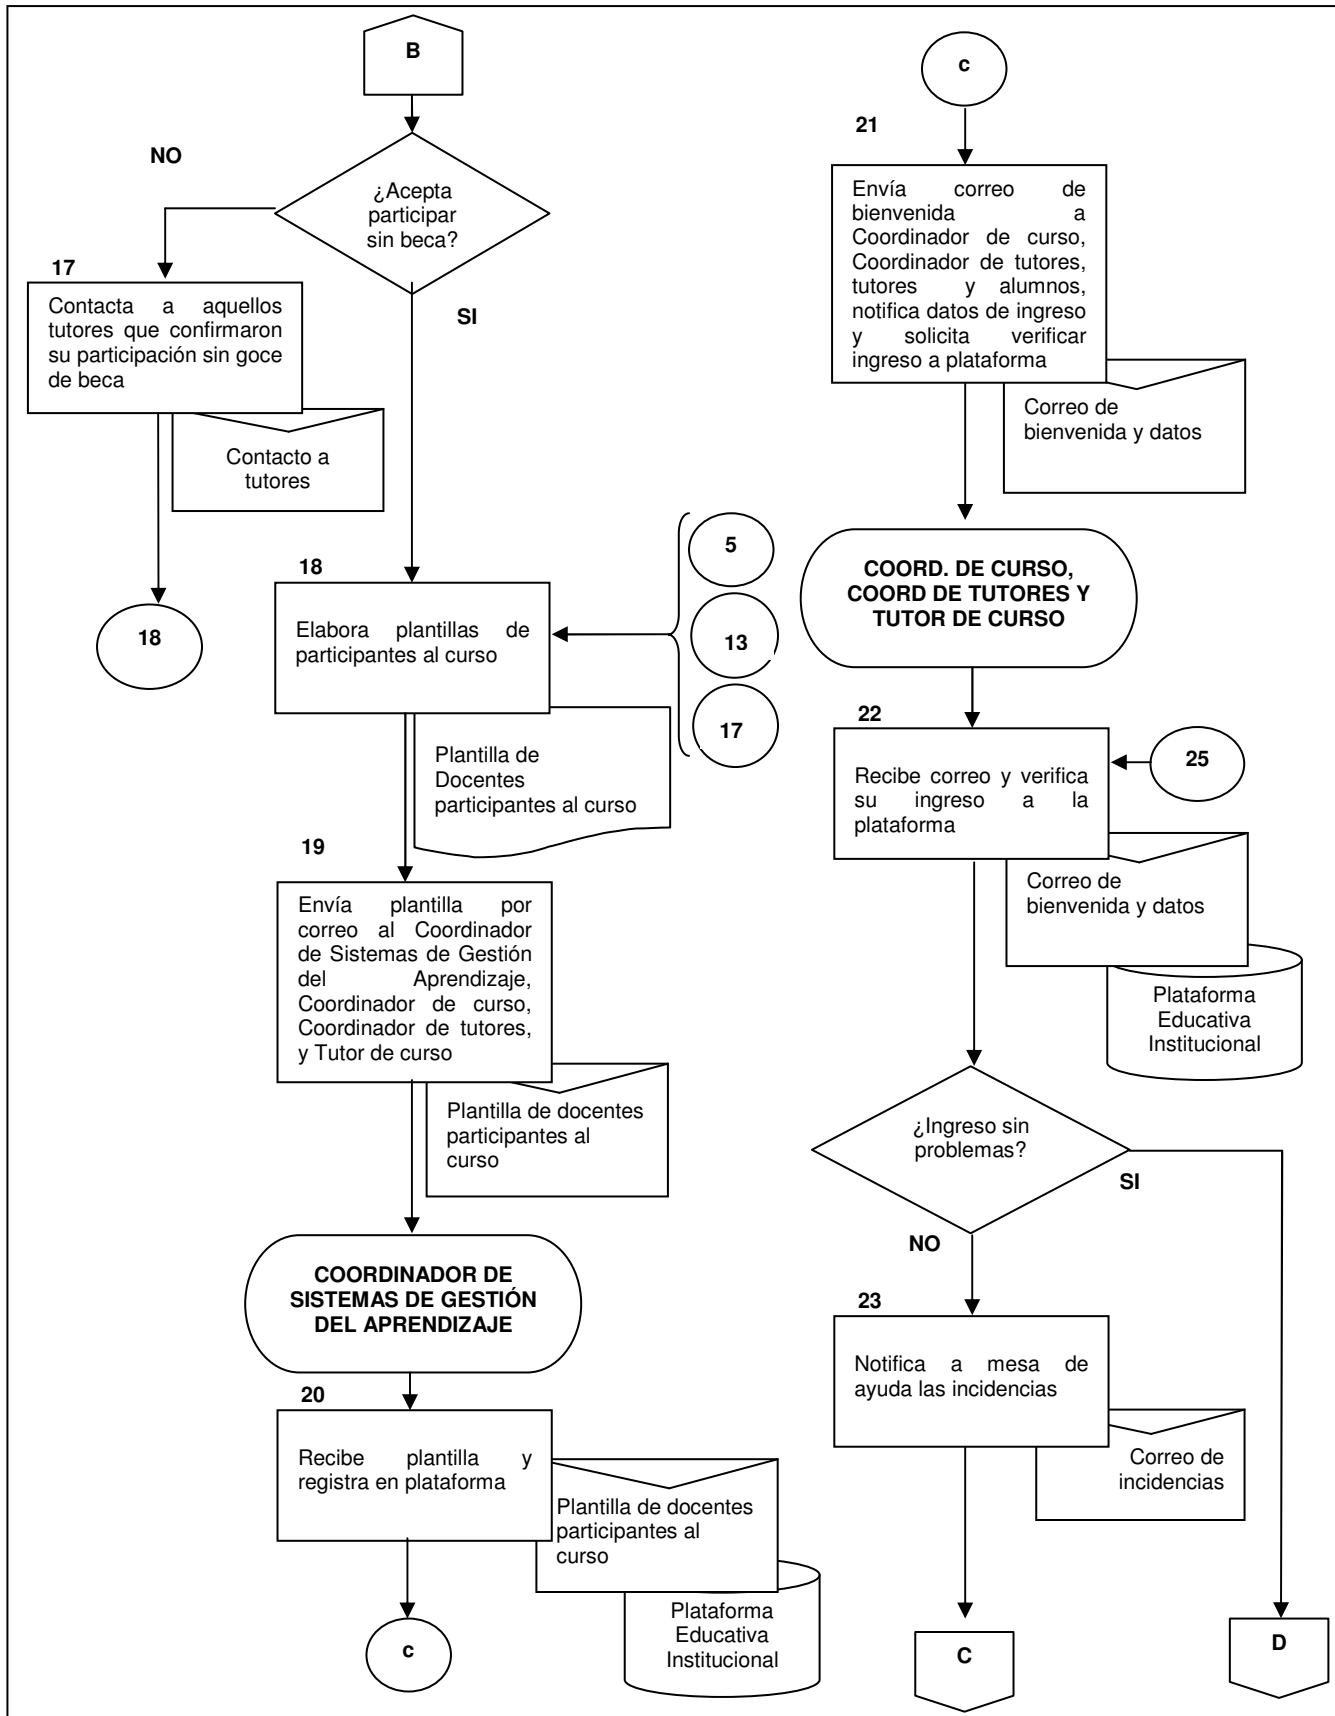 B
¿Acepta
participar
sin beca?
NO
SI
17
Contacta a aquellos
tutores que confirmaron
su participación sin goce
de beca
Contacto a
tutores
18
18
Elabora plantillas de
participantes al curso
5
13
17
Plantilla de
Docentes
participantes al curso
19
Envía plantilla por
correo al Coordinador
de Sistemas de Gestión
del Aprendizaje,
Coordinador de curso,
Coordinador de tutores,
y Tutor de curso
Plantilla de docentes
participantes al
curso
COORDINADOR DE
SISTEMAS DE GESTIÓN
DEL APRENDIZAJE
20
Recibe plantilla y
registra en plataforma
Plantilla de docentes
participantes al
curso
Plataforma
Educativa
Institucional
c
c
21
Envía correo de
bienvenida a
Coordinador de curso,
Coordinador de tutores,
tutores y alumnos,
notifica datos de ingreso
y solicita verificar
ingreso a plataforma
Correo de
bienvenida y datos
COORD. DE CURSO,
COORD DE TUTORES Y
TUTOR DE CURSO
22
Recibe correo y verifica
su ingreso a la
plataforma
25
Correo de
bienvenida y datos
Plataforma
Educativa
Institucional
¿Ingreso sin
problemas?
SI
NO
23
Notifica a mesa de
ayuda las incidencias
Correo de
incidencias
C
D